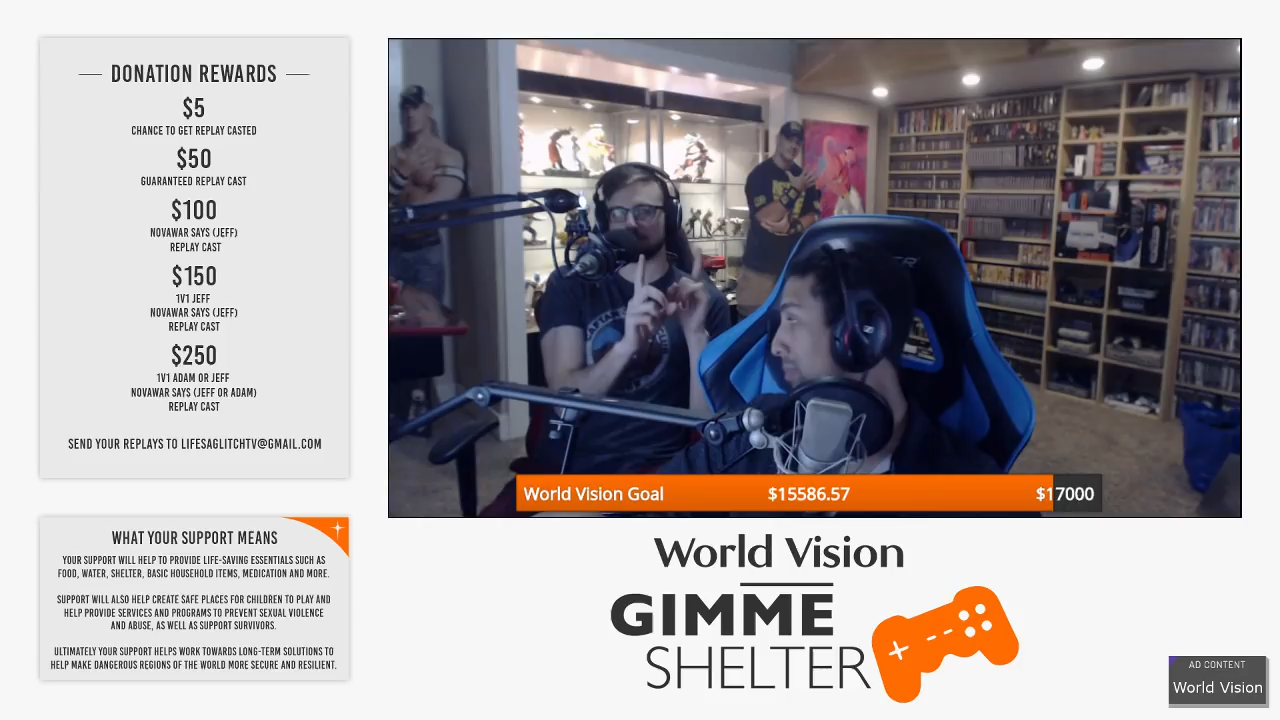 DONATION REWARDS
$5
CHANCE TO GET REPLAY CASTED
$50
GUARANTEED REPLAY CAST
$100
NOVAWAR SAYS (JEFF)
REPLAY CAST
$150
1V1 JEFF
NOVAWAR SAYS (JEFF)
REPLAY CAST
$250
1V1 ADAM OR JEFF
NOVAWAR SAYS (JEFF OR ADAM)
REPLAY CAST
SEND YOUR REPLAYS TO LIFESAGLITCHTV@GMAIL.COM
WHAT YOUR SUPPORT MEANS
YOUR SUPPORT WILL HELP TO PROVIDE LIFE-SAVING ESSENTIALS SUCH AS
FOOD, WATER, SHELTER, BASIC HOUSEHOLD ITEMS, MEDICATION AND MORE.
SUPPORT WILL ALSO HELP CREATE SAFE PLACES FOR CHILDREN TO PLAY AND
HELP PROVIDE SERVICES AND PROGRAMS TO PREVENT SEXUAL VIOLENCE
AND ABUSE, AS WELL AS SUPPORT SURVIVORS.
ULTIMATELY YOUR SUPPORT HELPS WORK TOWARDS LONG-TERM SOLUTIONS TO
HELP MAKE DANGEROUS REGIONS OF THE WORLD MORE SECURE AND RESILIENT.
World Vision Goal $15586.57 $17000
World Vision
GIMME
SHELTER
AD CONTENT
World Vision